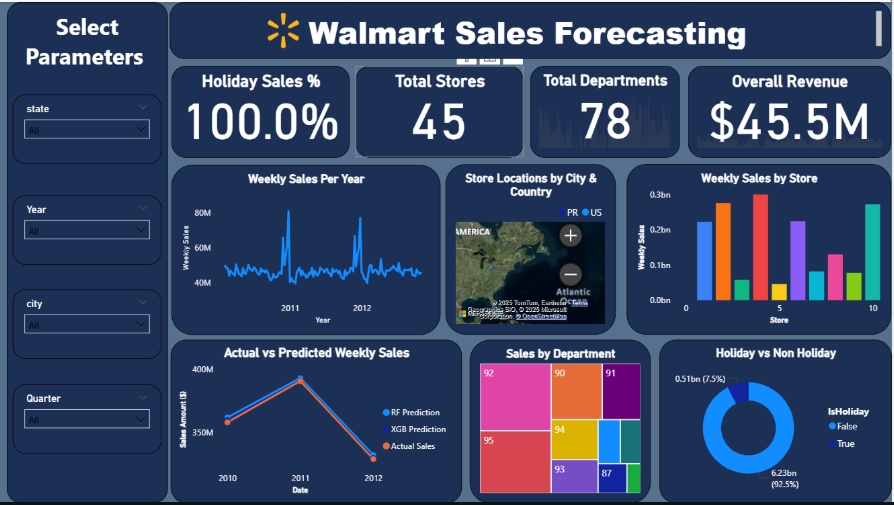 Select
Parameters
state
All
Year
All
city
All
Quarter
All
Walmart Sales Forecasting
Holiday Sales %
100.0%
Total Stores
45
Total Departments
78
Overall Revenue
$45.5M
Weekly Sales Per Year
Weekly Sales
80M
60M
40M
2011
2012
Year
Store Locations by City &
Country
PR
US
AMERICA
Atlantic
Ocean
© 2025 TomTom, Earthstar
Terms
© 2025 Microsoft
Corporation, © OpenStreetMap
Weekly Sales by Store
Weekly Sales
0.3bn
0.2bn
0.1bn
0.0bn
0
5
10
Store
Actual vs Predicted Weekly Sales
Sales Amount ($)
400M
350M
2010
2011
2012
Date
RF Prediction
XGB Prediction
Actual Sales
Sales by Department
92
90
91
95
94
93
87
Holiday vs Non Holiday
0.51bn (7.5%)
6.23bn
(92.5%)
IsHoliday
False
True